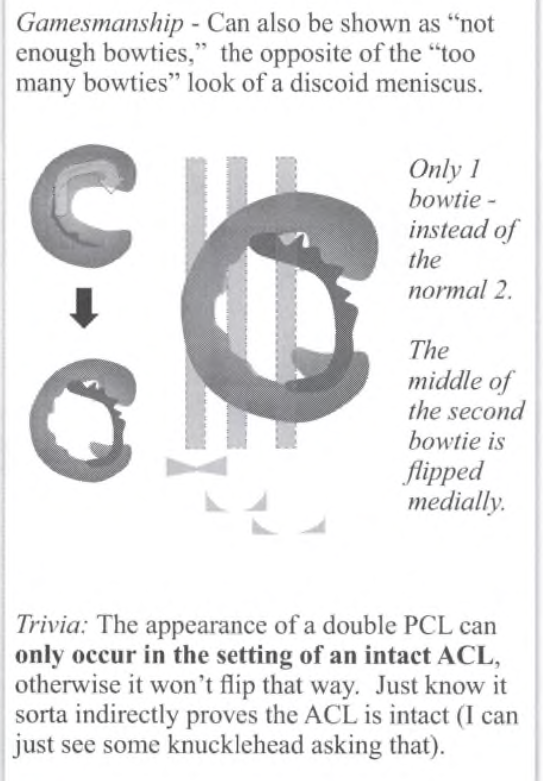 Gamesmanship - Can also be shown as “not
enough bowties,” the opposite of the “too
many bowties” look of a discoid meniscus.
Only 1
bowtie -
instead of
the
normal 2.
The
middle of
the second
bowtie is
flipped
medially.
Trivia: The appearance of a double PCL can
only occur in the setting of an intact ACL,
otherwise it won’t flip that way. Just know it
sorta indirectly proves the ACL is intact (I can
just see some knucklehead asking that).